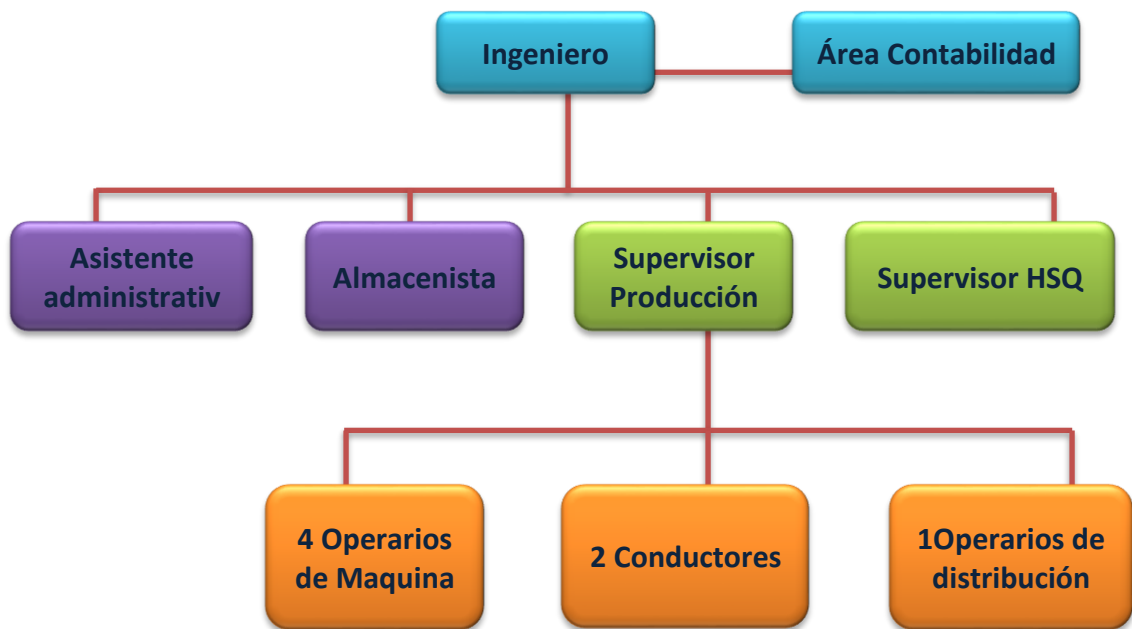 Ingeniero
Área Contabilidad
Asistente
administrativ
Almacenista
Supervisor
Producción
Supervisor HSQ
4 Operarios
de Maquina
2 Conductores
1Operarios de
distribución